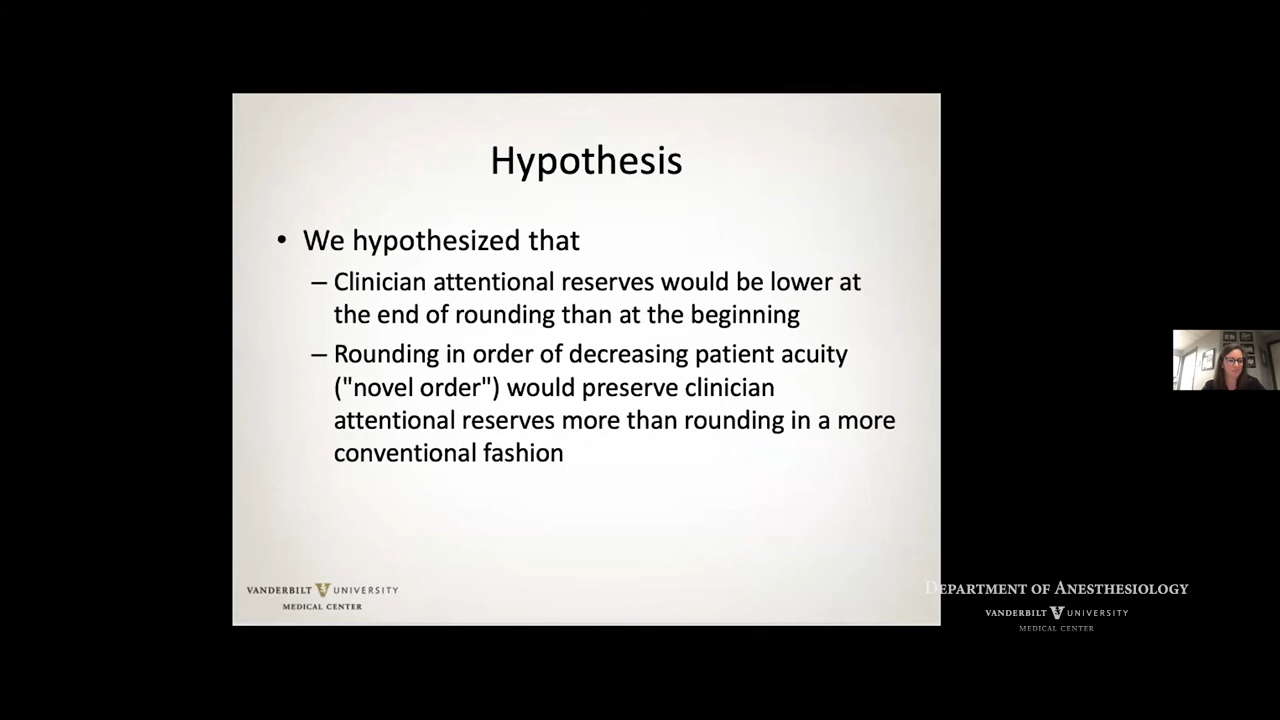 Hypothesis
• We hypothesized that
– Clinician attentional reserves would be lower at
the end of rounding than at the beginning
– Rounding in order of decreasing patient acuity
("novel order") would preserve clinician
attentional reserves more than rounding in a more
conventional fashion
VANDERBILT V UNIVERSITY
MEDICAL CENTER
DEPARTMENT OF ANESTHESIOLOGY
VANDERBILT V UNIVERSITY
MEDICAL CENTER